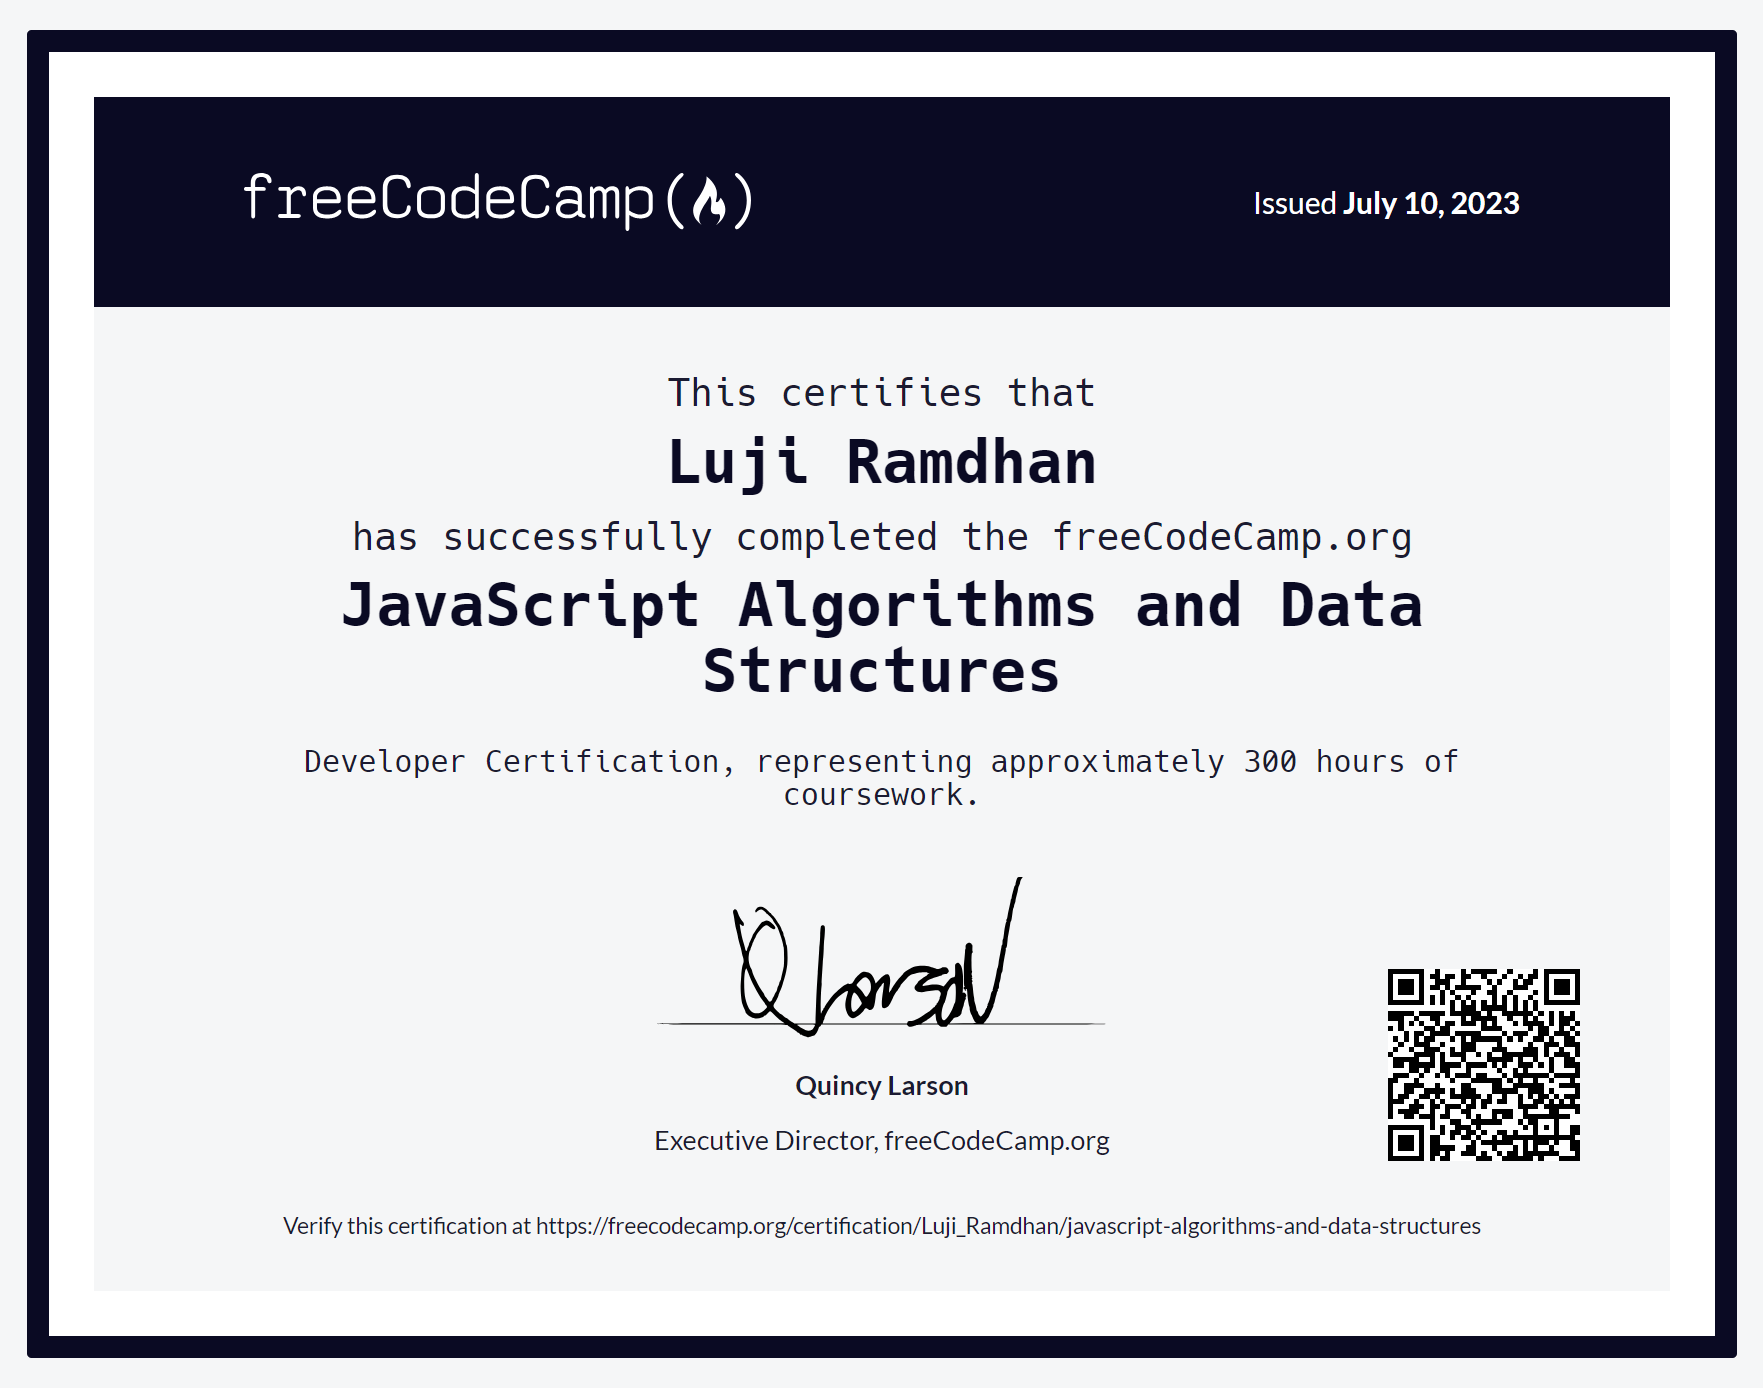 freeCodeCamp
Issued July 10, 2023
This certifies that
Luji Ramdhan
has successfully completed the freeCodeCamp.org
JavaScript Algorithms and Data
Structures
Developer Certification, representing approximately 300 hours of
coursework.
Quincy Larson
Executive Director, freeCodeCamp.org
Verify this certification at https://freecodecamp.org/certification/Luji_Ramdhan/javascript-algorithms-and-data-structures